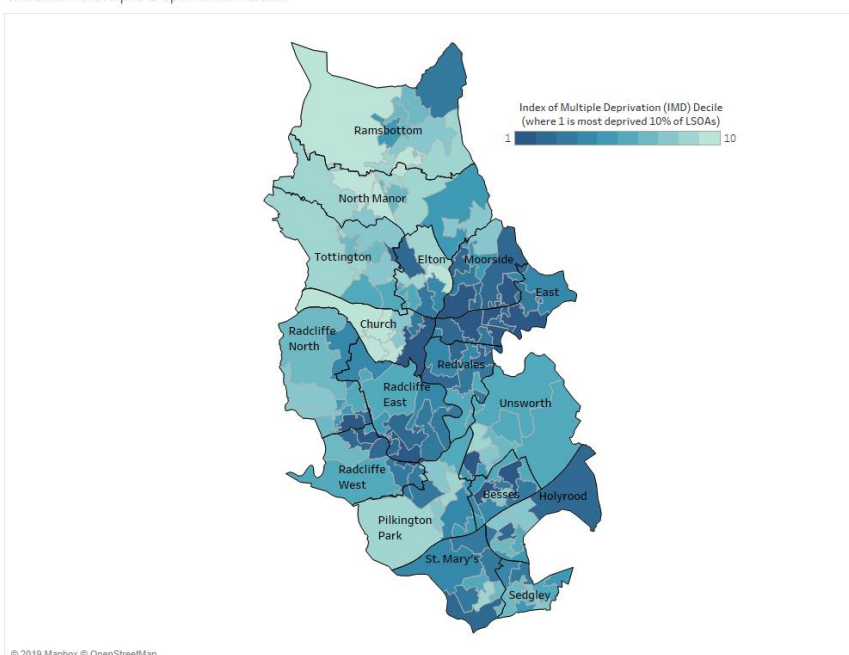 Index of Multiple Deprivation (IMD) Decile
(where 1 is most deprived 10% of LSOAs)
1 10
Ramsbottom
North Manor
Tottington
Elton
Moorside
East
Church
Radcliffe
North
Redvales
Radcliffe
East
Unsworth
Radcliffe
West
Besses
Holyrood
Pilkington
Park
St. Mary's
Sedgley
© 2019 Mapbox © OpenStreetMap